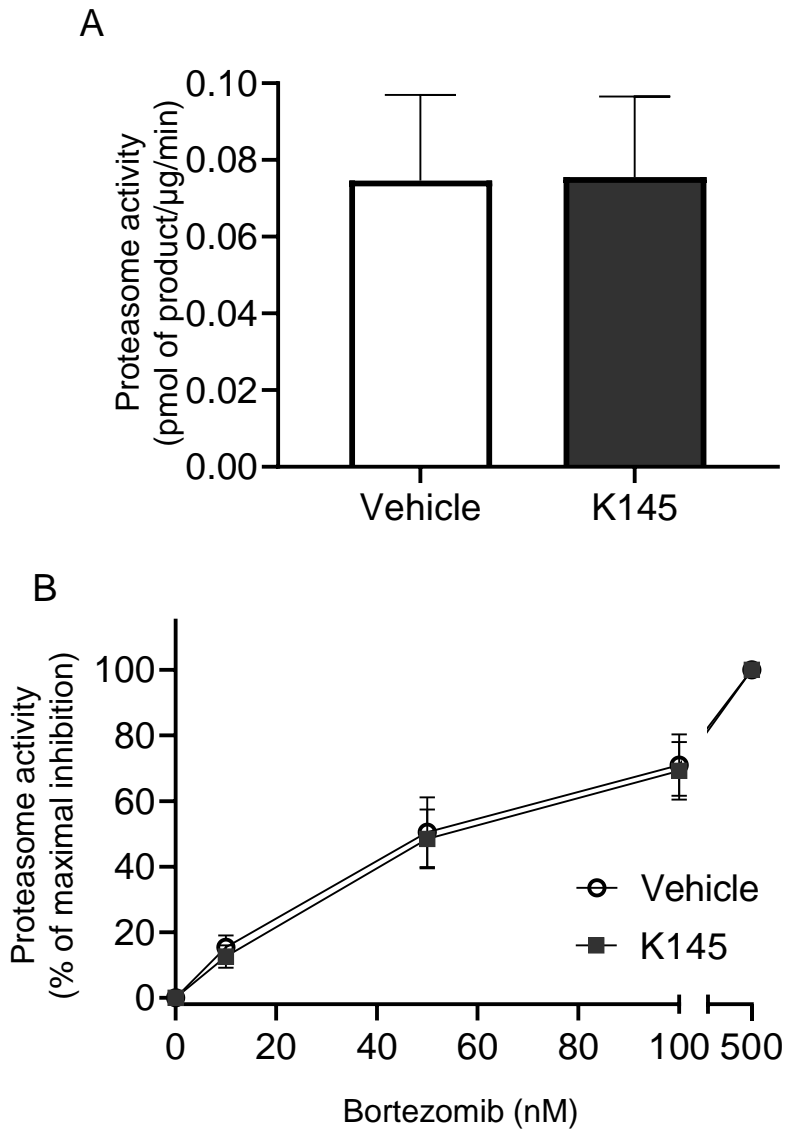 A
Proteasome activity
(pmol of product/µg/min)
0.10
0.08
0.06
0.04
0.02
0.00
Vehicle
K145
B
Proteasome activity
(% of maximal inhibition)
100
80
60
40
20
0
Vehicle
K145
0 20 40 60 80 100 500
Bortezomib (nM)